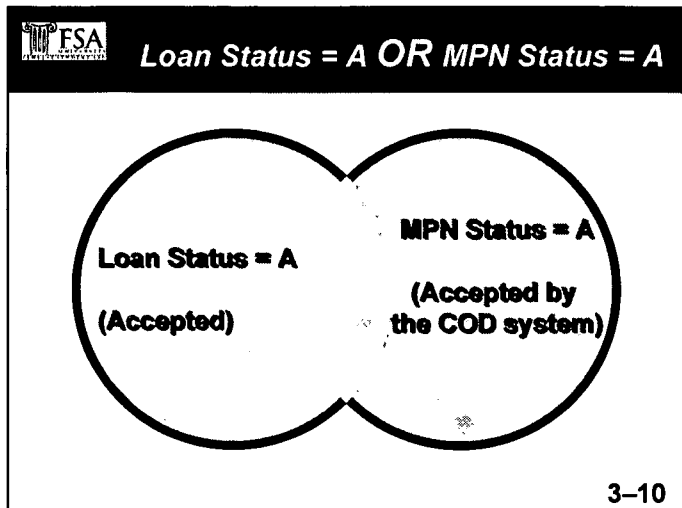 FSA
Loan Status = A OR MPN Status = A
Loan Status = A
(Accepted)
MPN Status = A
(Accepted by
the COD system)
3–10